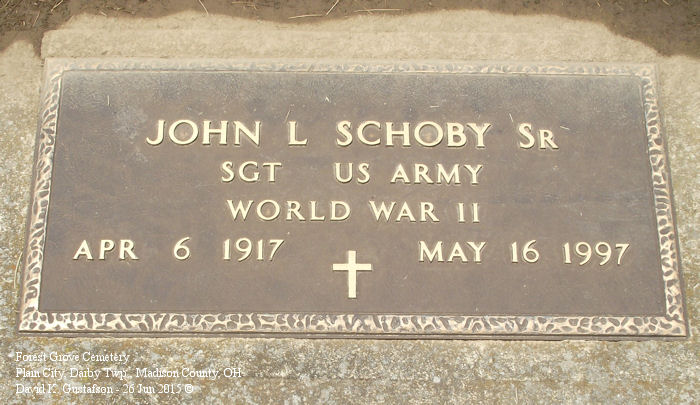 JOHN L SCHOBY SR
SGT US ARMY
WORLD WAR II
APR 6 1917 MAY 16 1997
Forest Grove Cemetery
Plain City, Darby Twp., Madison County, OH
David K. Gustafson - 26 Jun 2015 ©